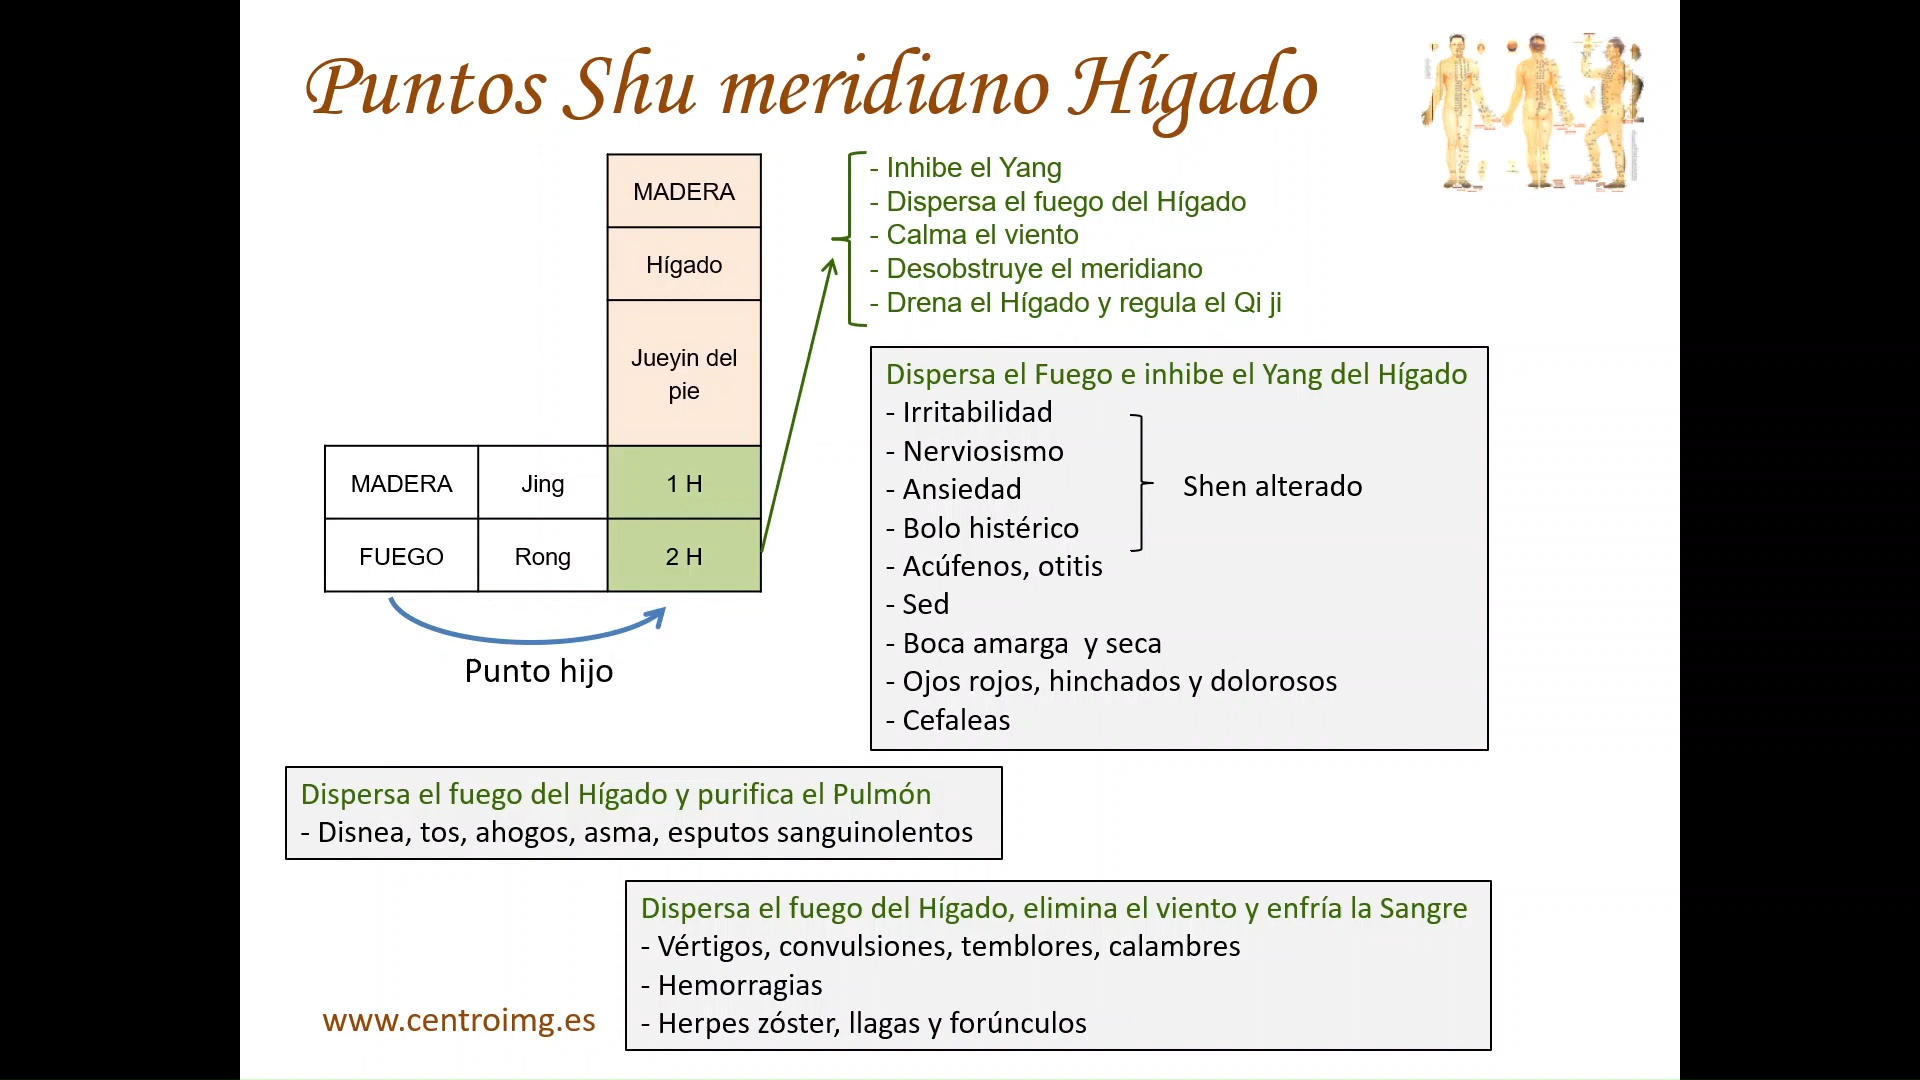 Puntos Shu meridiano Hígado
MADERA
Hígado
Jueyin del
pie
MADERA Jing 1 H
FUEGO Rong 2 H
Punto hijo
- Inhibe el Yang
- Dispersa el fuego del Hígado
- Calma el viento
- Desobstruye el meridiano
- Drena el Hígado y regula el Qi ji
Dispersa el Fuego e inhibe el Yang del Hígado
- Irritabilidad
- Nerviosismo
- Ansiedad
- Bolo histérico
Shen alterado
- Acúfenos, otitis
- Sed
- Boca amarga  y seca
- Ojos rojos, hinchados y dolorosos
- Cefaleas
Dispersa el fuego del Hígado y purifica el Pulmón
- Disnea, tos, ahogos, asma, esputos sanguinolentos
Dispersa el fuego del Hígado, elimina el viento y enfría la Sangre
- Vértigos, convulsiones, temblores, calambres
- Hemorragias
- Herpes zóster, llagas y forúnculos
www.centroimg.es